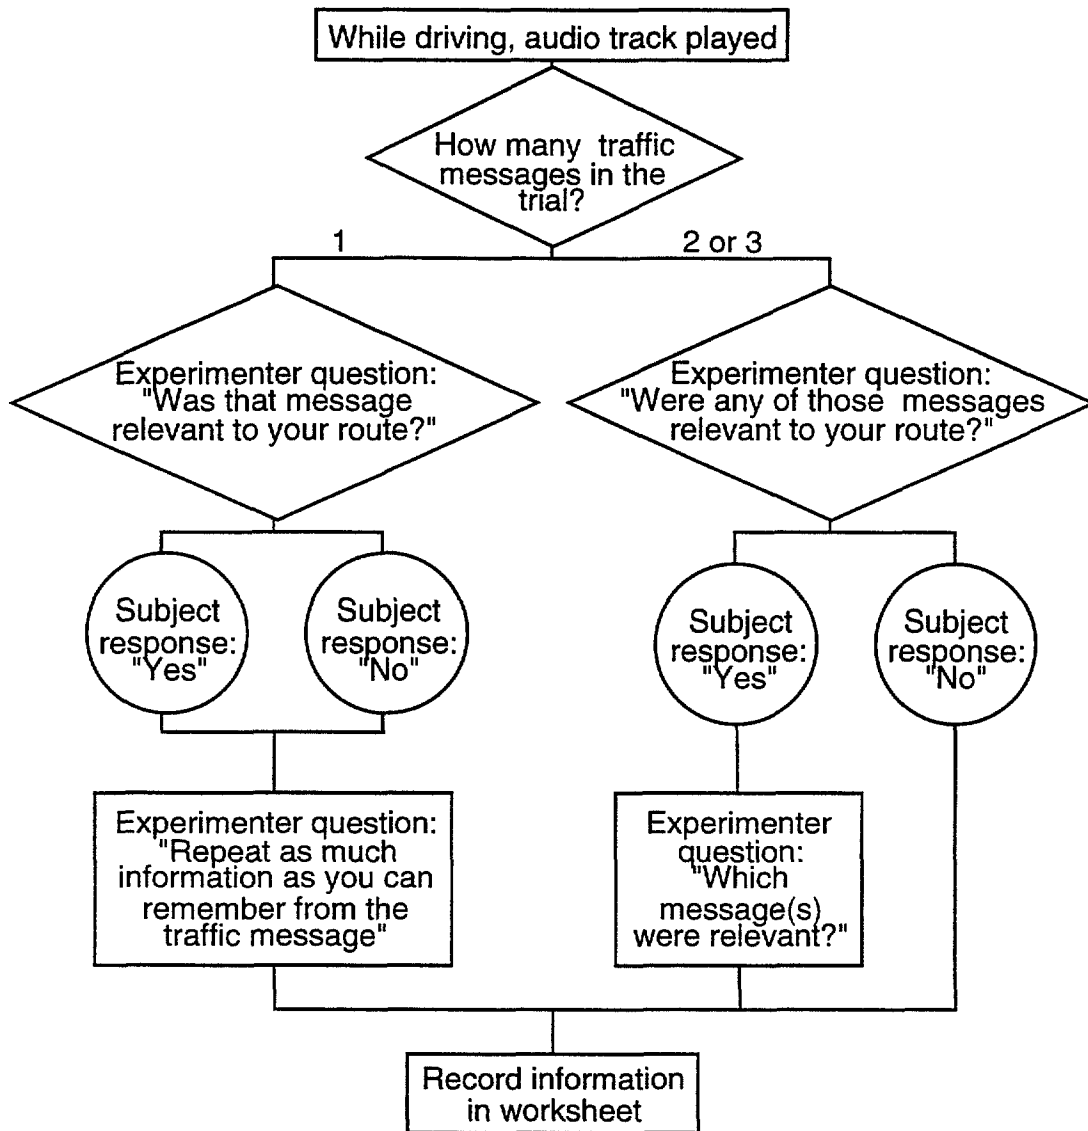 While driving, audio track played
How many traffic
messages in the
trial?
1
2 or 3
Experimenter question:
"Was that message
relevant to your route?"
Experimenter question:
"Were any of those messages
relevant to your route?"
Subject
response:
"Yes"
Subject
response:
"No"
Subject
response:
"Yes"
Subject
response:
"No"
Experimenter question:
"Repeat as much
information as you can
remember from the
traffic message"
Experimenter
question:
"Which
message(s)
were relevant?"
Record information
in worksheet